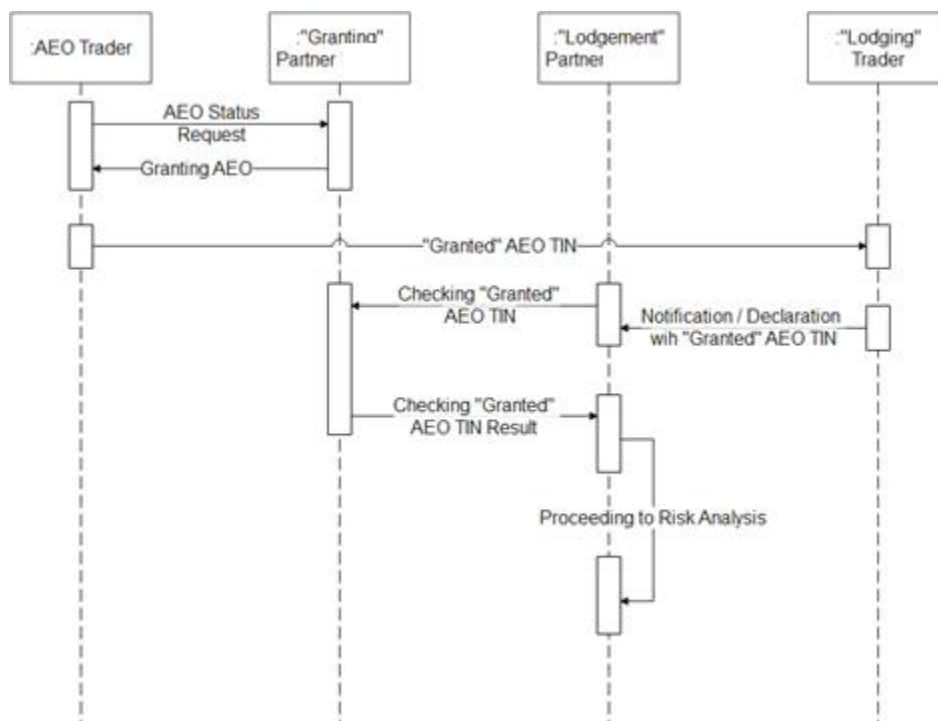 :AEO Trader
:"Granting"
Partner
:"Lodgement"
Partner
:"Lodging"
Trader
AEO Status
Request
Granting AEO
"Granted" AEO TIN
Checking "Granted"
AEO TIN
Notification / Declaration
wih "Granted" AEO TIN
Checking "Granted"
AEO TIN Result
Proceeding to Risk Analysis